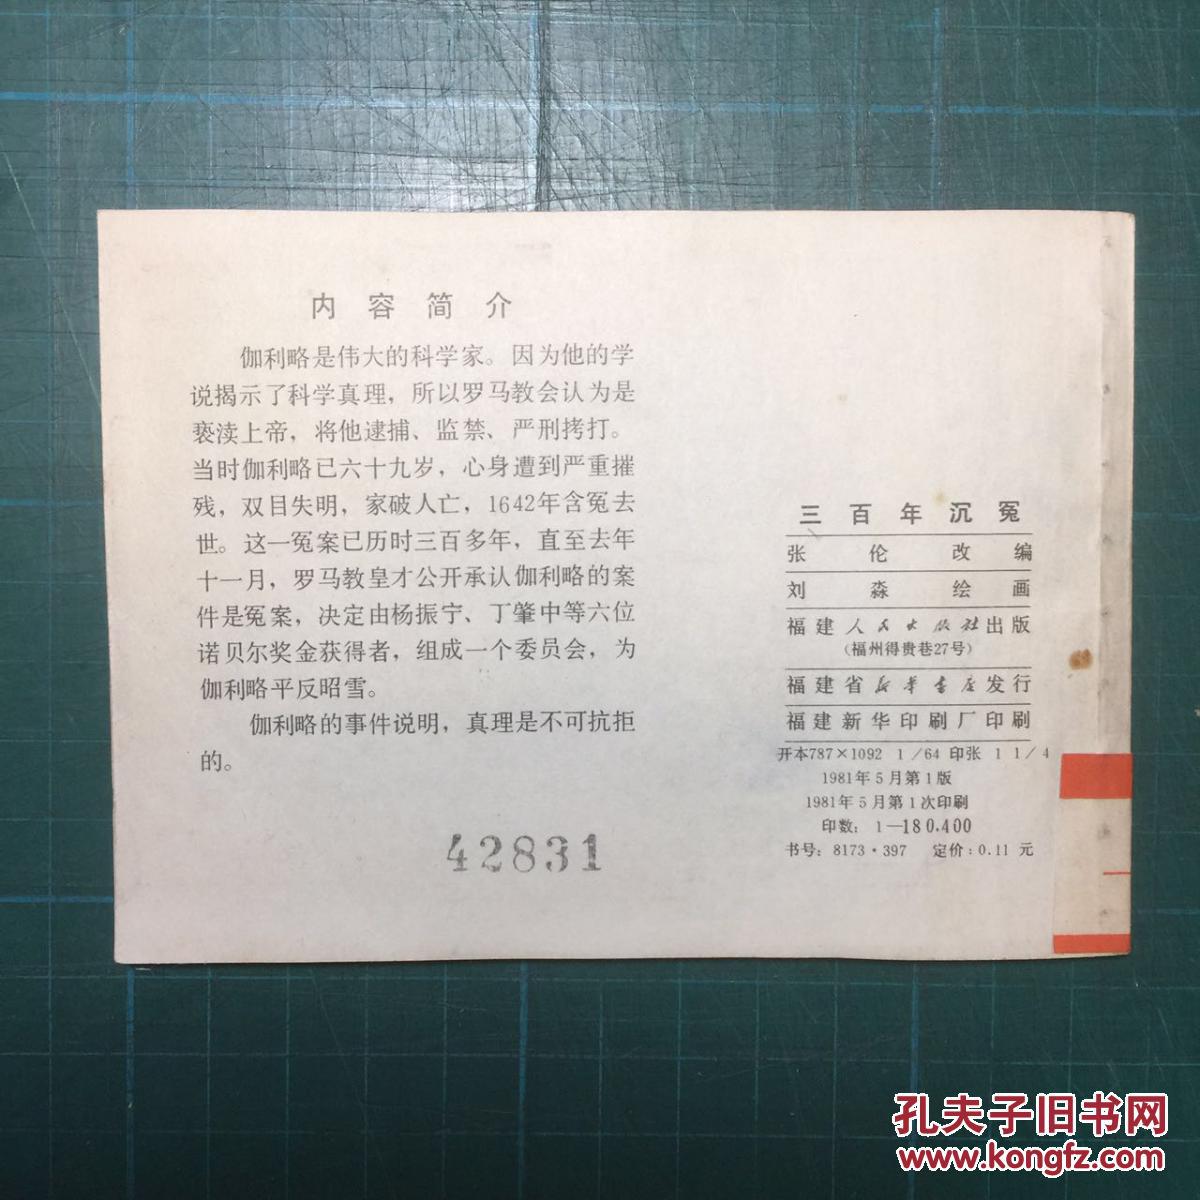 内容简介
伽利略是伟大的科学家。因为他的学
说揭示了科学真理，所以罗马教会认为是
亵渎上帝，将他逮捕、监禁、严刑拷打。
当时伽利略已六十九岁，心身遭到严重摧
残，双目失明，家破人亡，1642年含冤去
世。这一冤案已历时三百多年，直至去年
十一月，罗马教皇才公开承认伽利略的案
件是冤案，决定由杨振宁、丁肇中等六位
诺贝尔奖金获得者，组成一个委员会，为
伽利略平反昭雪。
伽利略的事件说明，真理是不可抗拒
的。
42831
三百年沉冤
张伦改编
刘淼绘画
福建人民出版社出版
（福州得贵巷27号）
福建省新华书店发行
福建新华印刷厂印刷
开本787×1092 1/64 印张 1 1/4
1981年5月第1版
1981年5月第1次印刷
印数：1—180.400
书号：8173·397 定价：0.11元
孔夫子旧书网
www.kongfz.com